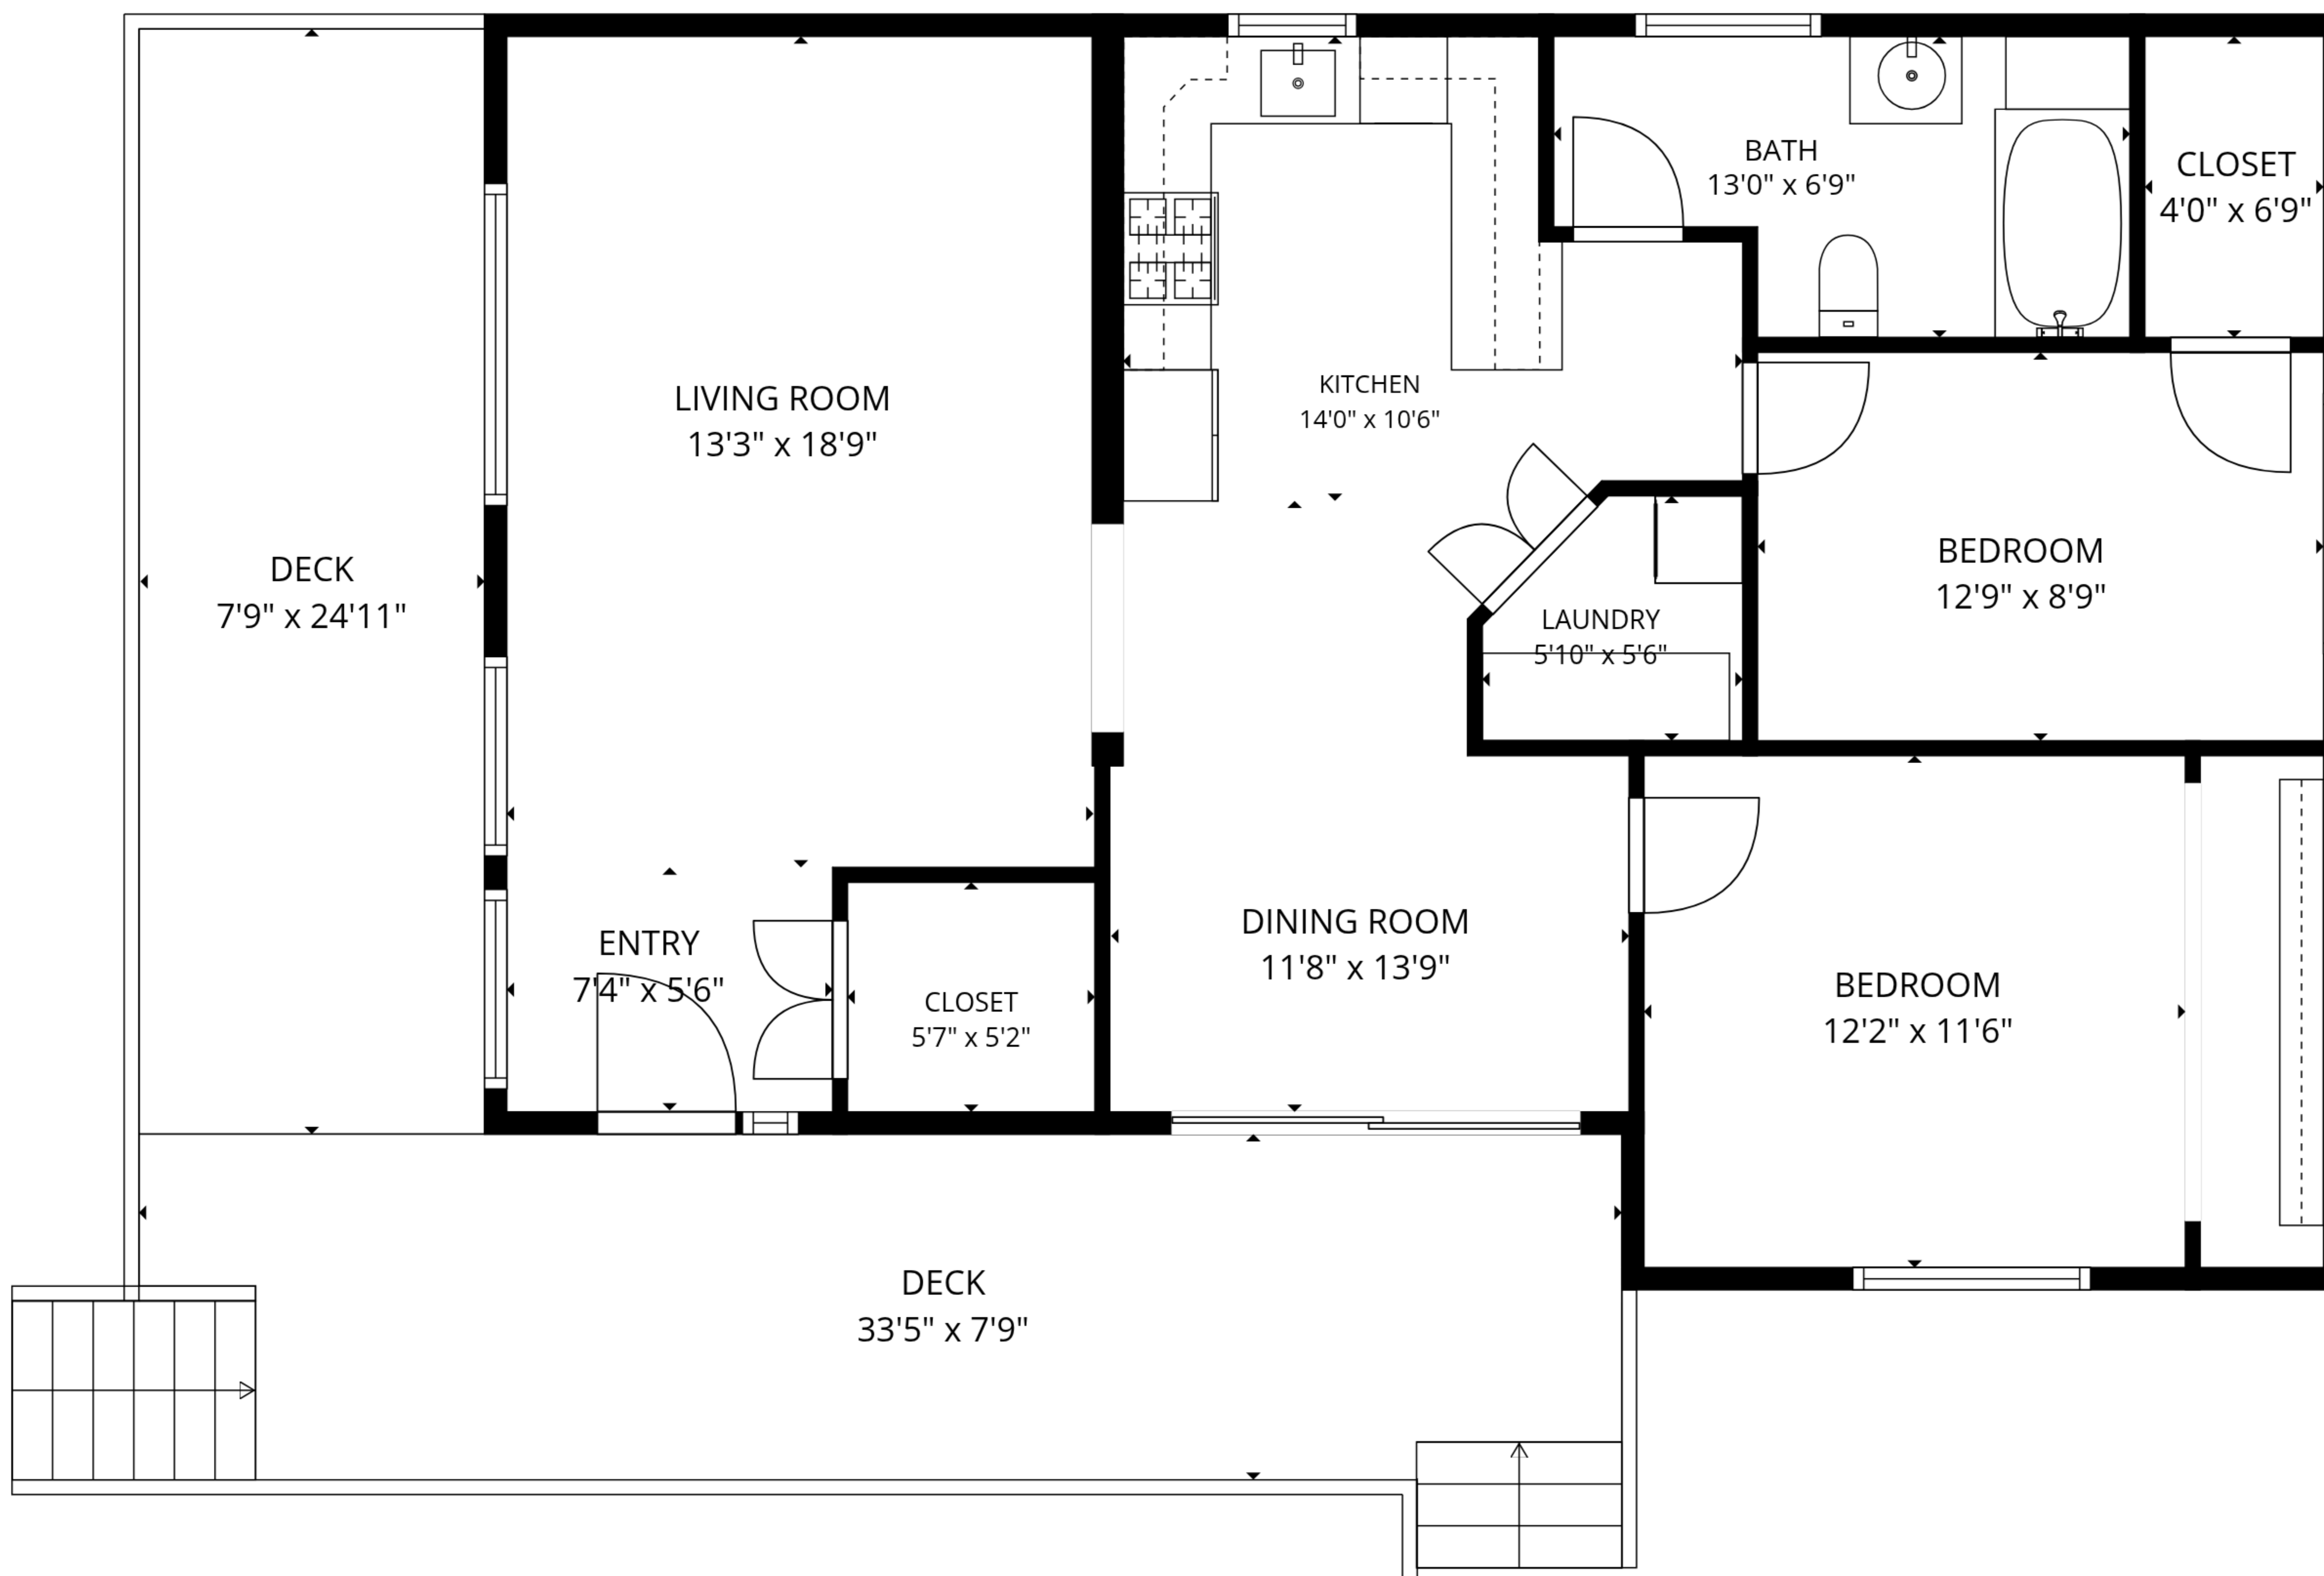 BATH
13'0" x 6'9"
CLOSET
4'0" x 6'9"
LIVING ROOM
13'3" x 18'9"
KITCHEN
14'0" x 10'6"
DECK
7'9" x 24'11"
BEDROOM
12'9" x 8'9"
LAUNDRY
5'10" x 5'6"
ENTRY
7'4" x 5'6"
DINING ROOM
11'8" x 13'9"
CLOSET
5'7" x 5'2"
BEDROOM
12'2" x 11'6"
DECK
33'5" x 7'9"